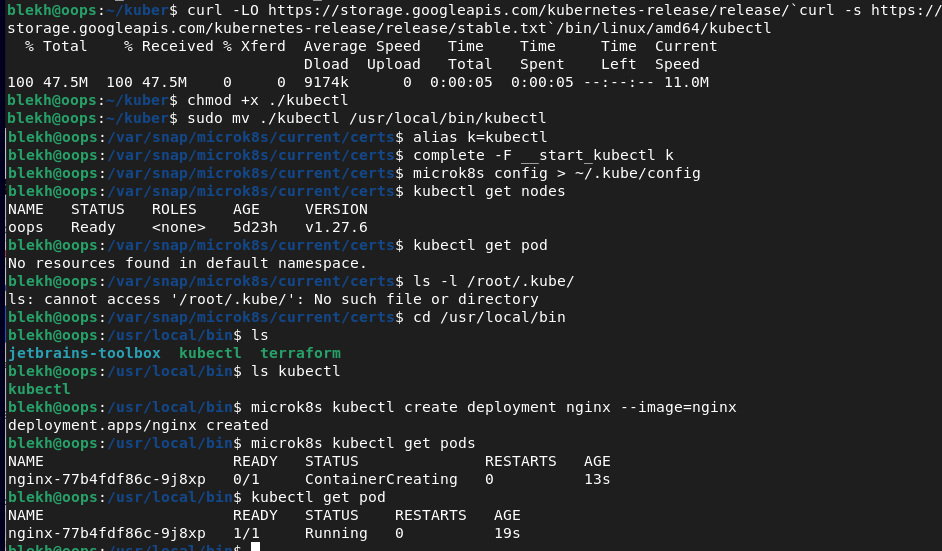 blekh@oops:~/kuber$ curl -LO https://storage.googleapis.com/kubernetes-release/release/`curl -s https://
storage.googleapis.com/kubernetes-release/release/stable.txt`/bin/linux/amd64/kubectl
  % Total    % Received % Xferd  Average Speed   Time    Time     Time  Current
                                 Dload  Upload   Total   Spent    Left  Speed
100 47.5M  100 47.5M    0     0  9174k      0  0:00:05  0:00:05 --:--:-- 11.0M
blekh@oops:~/kuber$ chmod +x ./kubectl
blekh@oops:~/kuber$ sudo mv ./kubectl /usr/local/bin/kubectl
blekh@oops:/var/snap/microk8s/current/certs$ alias k=kubectl
blekh@oops:/var/snap/microk8s/current/certs$ complete -F __start_kubectl k
blekh@oops:/var/snap/microk8s/current/certs$ microk8s config > ~/.kube/config
blekh@oops:/var/snap/microk8s/current/certs$ kubectl get nodes
NAME   STATUS   ROLES    AGE     VERSION
oops   Ready    <none>   5d23h   v1.27.6
blekh@oops:/var/snap/microk8s/current/certs$ kubectl get pod
No resources found in default namespace.
blekh@oops:/var/snap/microk8s/current/certs$ ls -l /root/.kube/
ls: cannot access '/root/.kube/': No such file or directory
blekh@oops:/var/snap/microk8s/current/certs$ cd /usr/local/bin
blekh@oops:/usr/local/bin$ ls
jetbrains-toolbox  kubectl  terraform
blekh@oops:/usr/local/bin$ ls kubectl
kubectl
blekh@oops:/usr/local/bin$ microk8s kubectl create deployment nginx --image=nginx
deployment.apps/nginx created
blekh@oops:/usr/local/bin$ microk8s kubectl get pods
NAME                     READY   STATUS              RESTARTS   AGE
nginx-77b4fdf86c-9j8xp   0/1     ContainerCreating   0          13s
blekh@oops:/usr/local/bin$ kubectl get pod
NAME                     READY   STATUS    RESTARTS   AGE
nginx-77b4fdf86c-9j8xp   1/1     Running   0          19s
blekh@oops:/usr/local/bin$